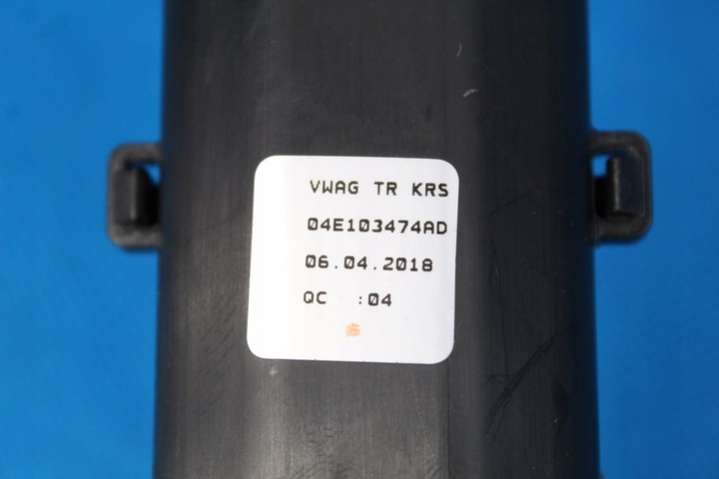 VWAG TR KRS
04E103474AD
06.04.2018
QC :04